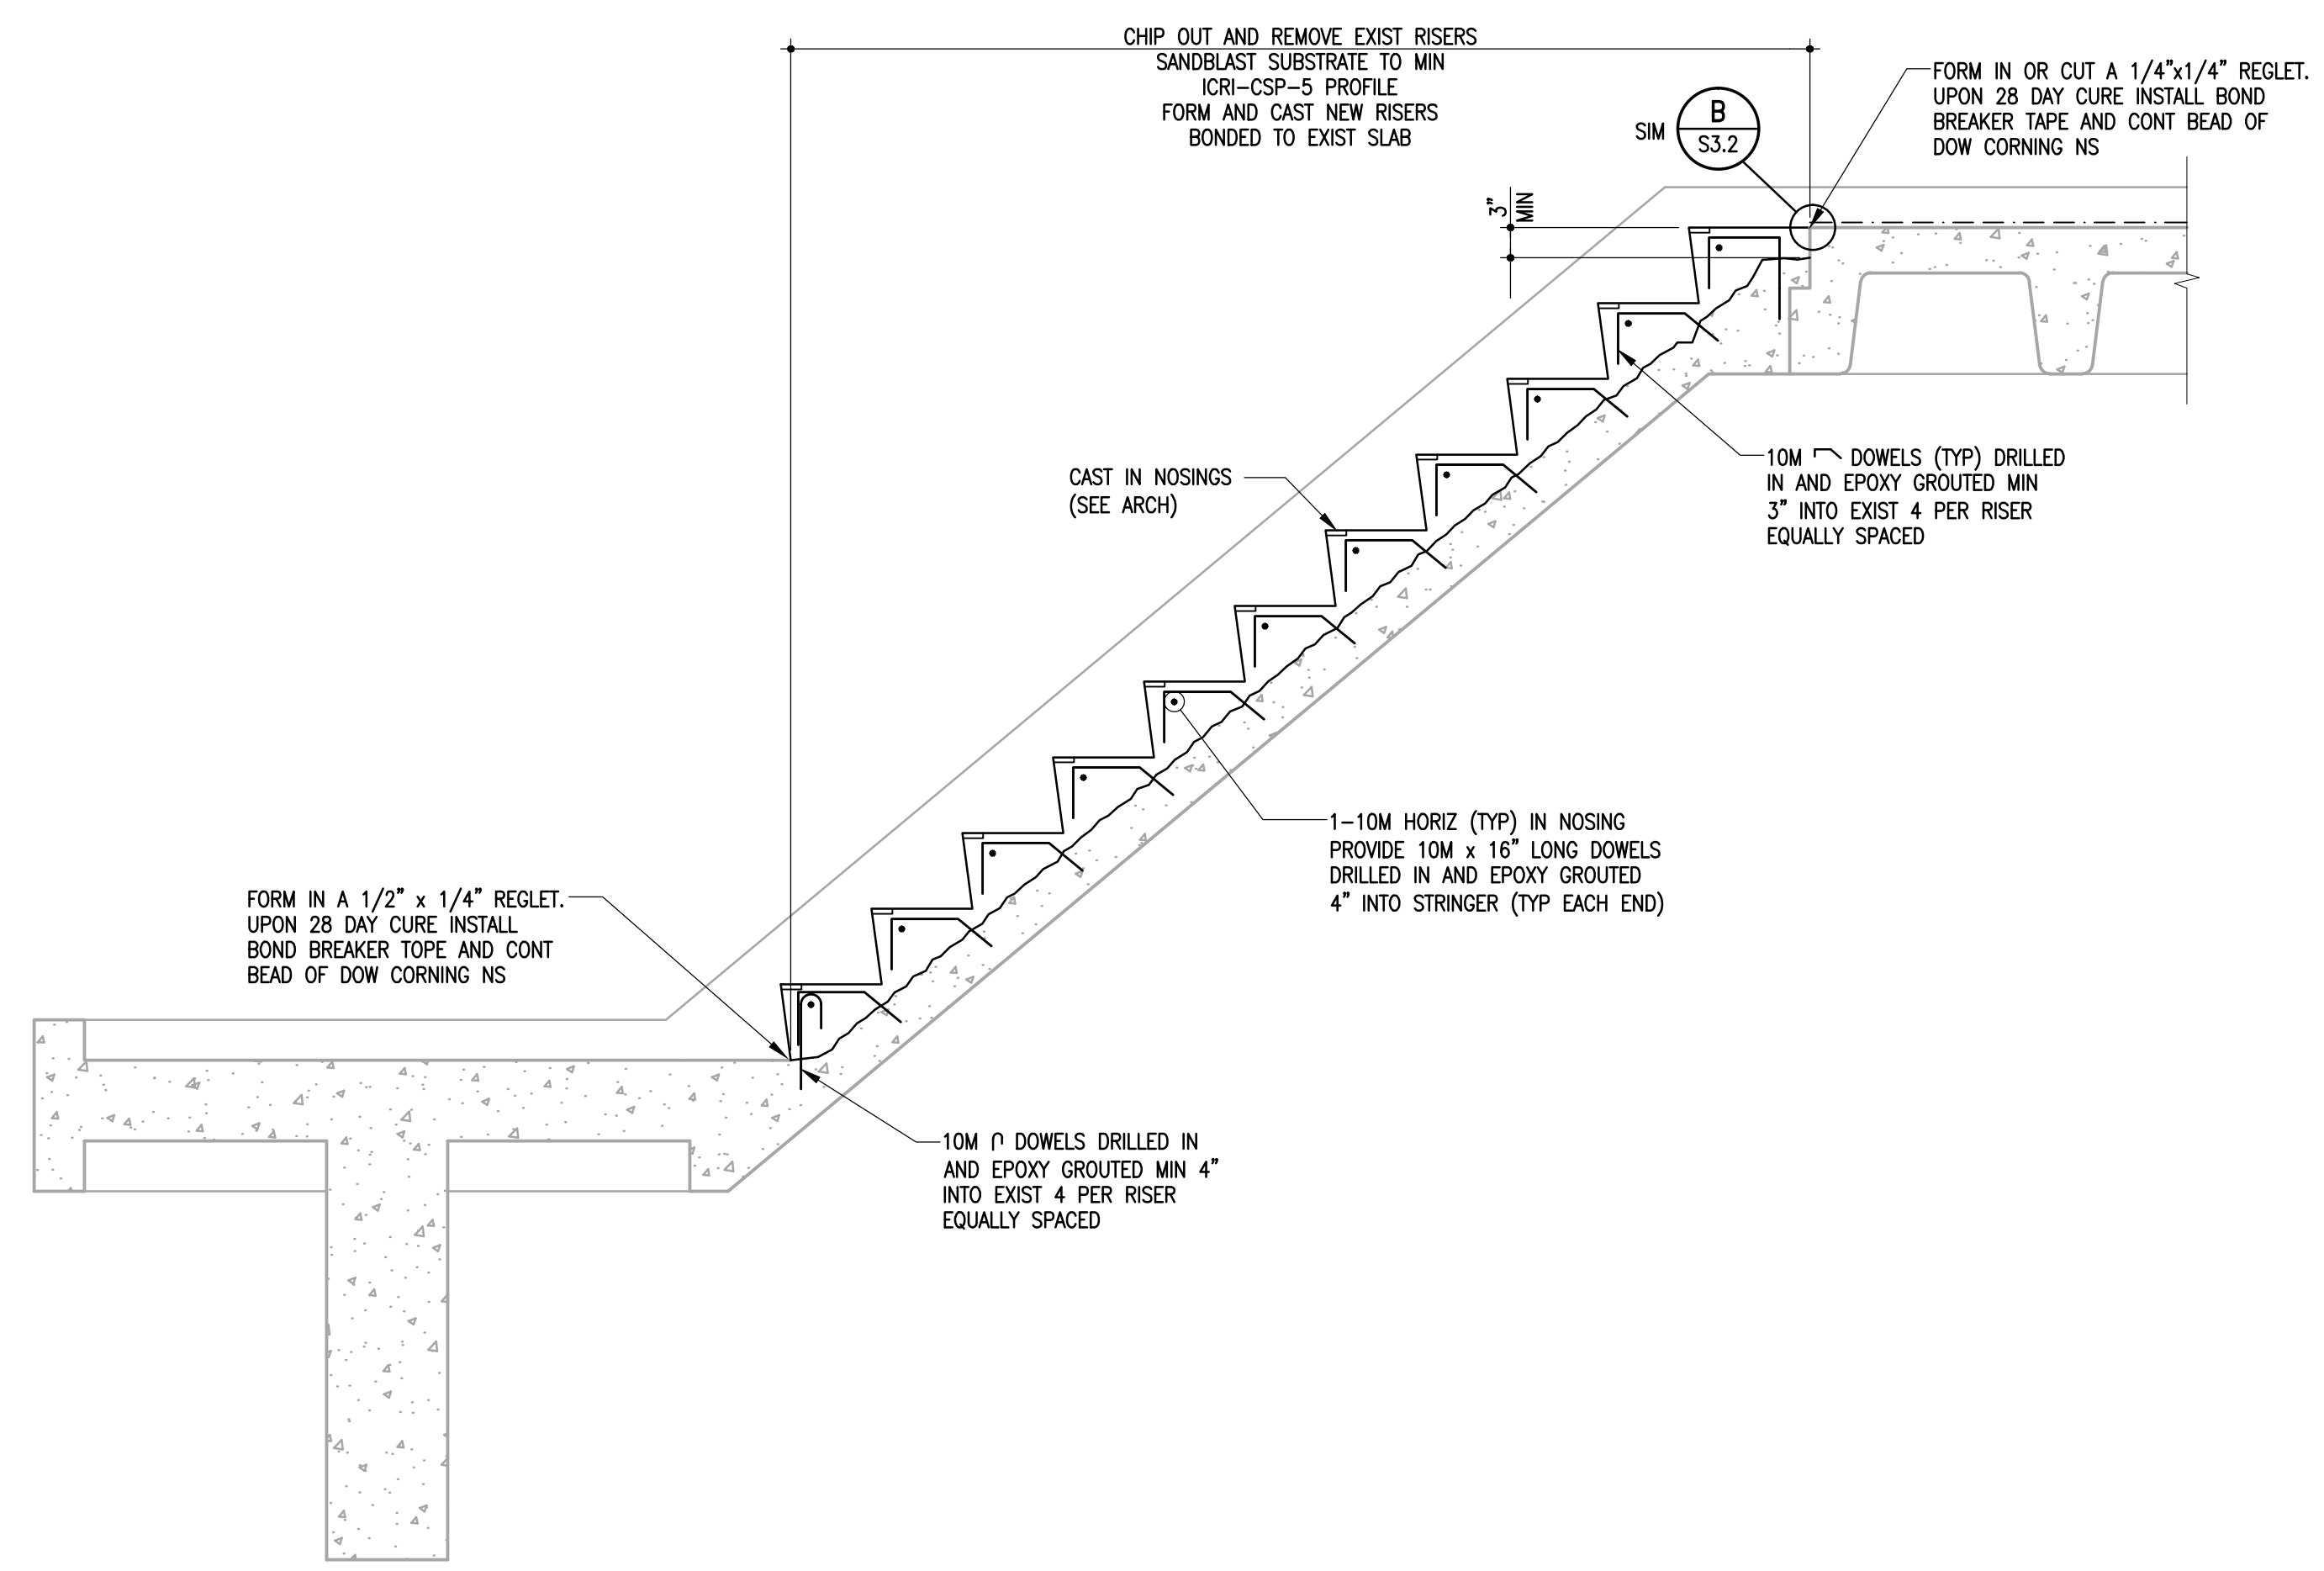 CHIP OUT AND REMOVE EXIST RISERS
SANDBLAST SUBSTRATE TO MIN
ICRI-CSP-5 PROFILE
FORM AND CAST NEW RISERS
BONDED TO EXIST SLAB
SIM
B
S3.2
FORM IN OR CUT A 1/4"x1/4" REGLET.
UPON 28 DAY CURE INSTALL BOND
BREAKER TAPE AND CONT BEAD OF
DOW CORNING NS
3"
MIN
10M DOWELS (TYP) DRILLED
IN AND EPOXY GROUTED MIN
3" INTO EXIST 4 PER RISER
EQUALLY SPACED
CAST IN NOSINGS
(SEE ARCH)
1-10M HORIZ (TYP) IN NOSING
PROVIDE 10M x 16" LONG DOWELS
DRILLED IN AND EPOXY GROUTED
4" INTO STRINGER (TYP EACH END)
FORM IN A 1/2" x 1/4" REGLET.
UPON 28 DAY CURE INSTALL
BOND BREAKER TOPE AND CONT
BEAD OF DOW CORNING NS
10M DOWELS DRILLED IN
AND EPOXY GROUTED MIN 4"
INTO EXIST 4 PER RISER
EQUALLY SPACED